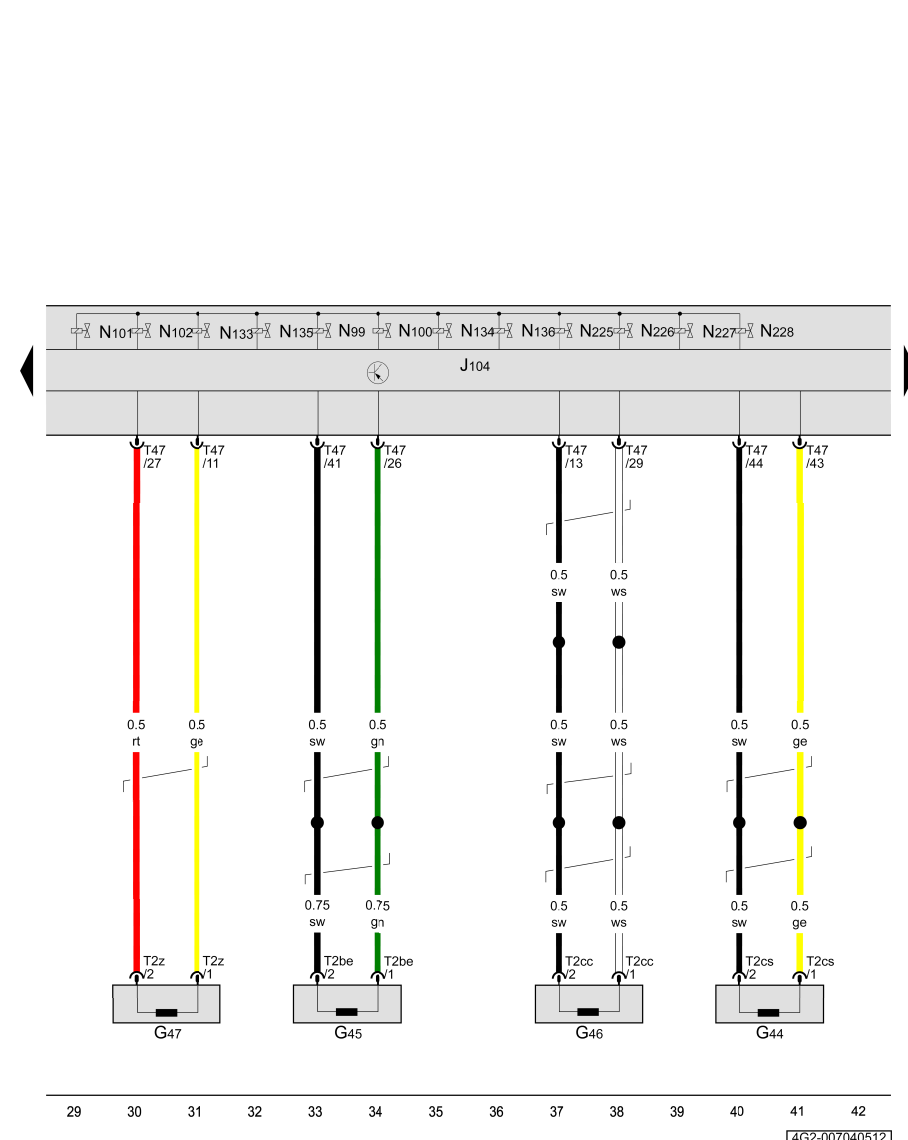 N101 N102 N133 N135 N99 N100 N134 N136 N225 N226 N227 N228
J104
T47 T47 T47 T47 T47 T47 T47 T47
/27 /11 /41 /26 /13 /29 /44 /43
0.5 0.5
sw ws
0.5 0.5 0.5 0.5 0.5 0.5 0.5 0.5
rt ge sw gn sw ws sw ge
0.75 0.75 0.5 0.5 0.5 0.5
sw gn sw ws sw ge
T2z T2z T2be T2be T2cc T2cc T2cs T2cs
/2 /1 /2 /1 /2 /1 /2 /1
G47 G45 G46 G44
29 30 31 32 33 34 35 36 37 38 39 40 41 42
4G2-007040512